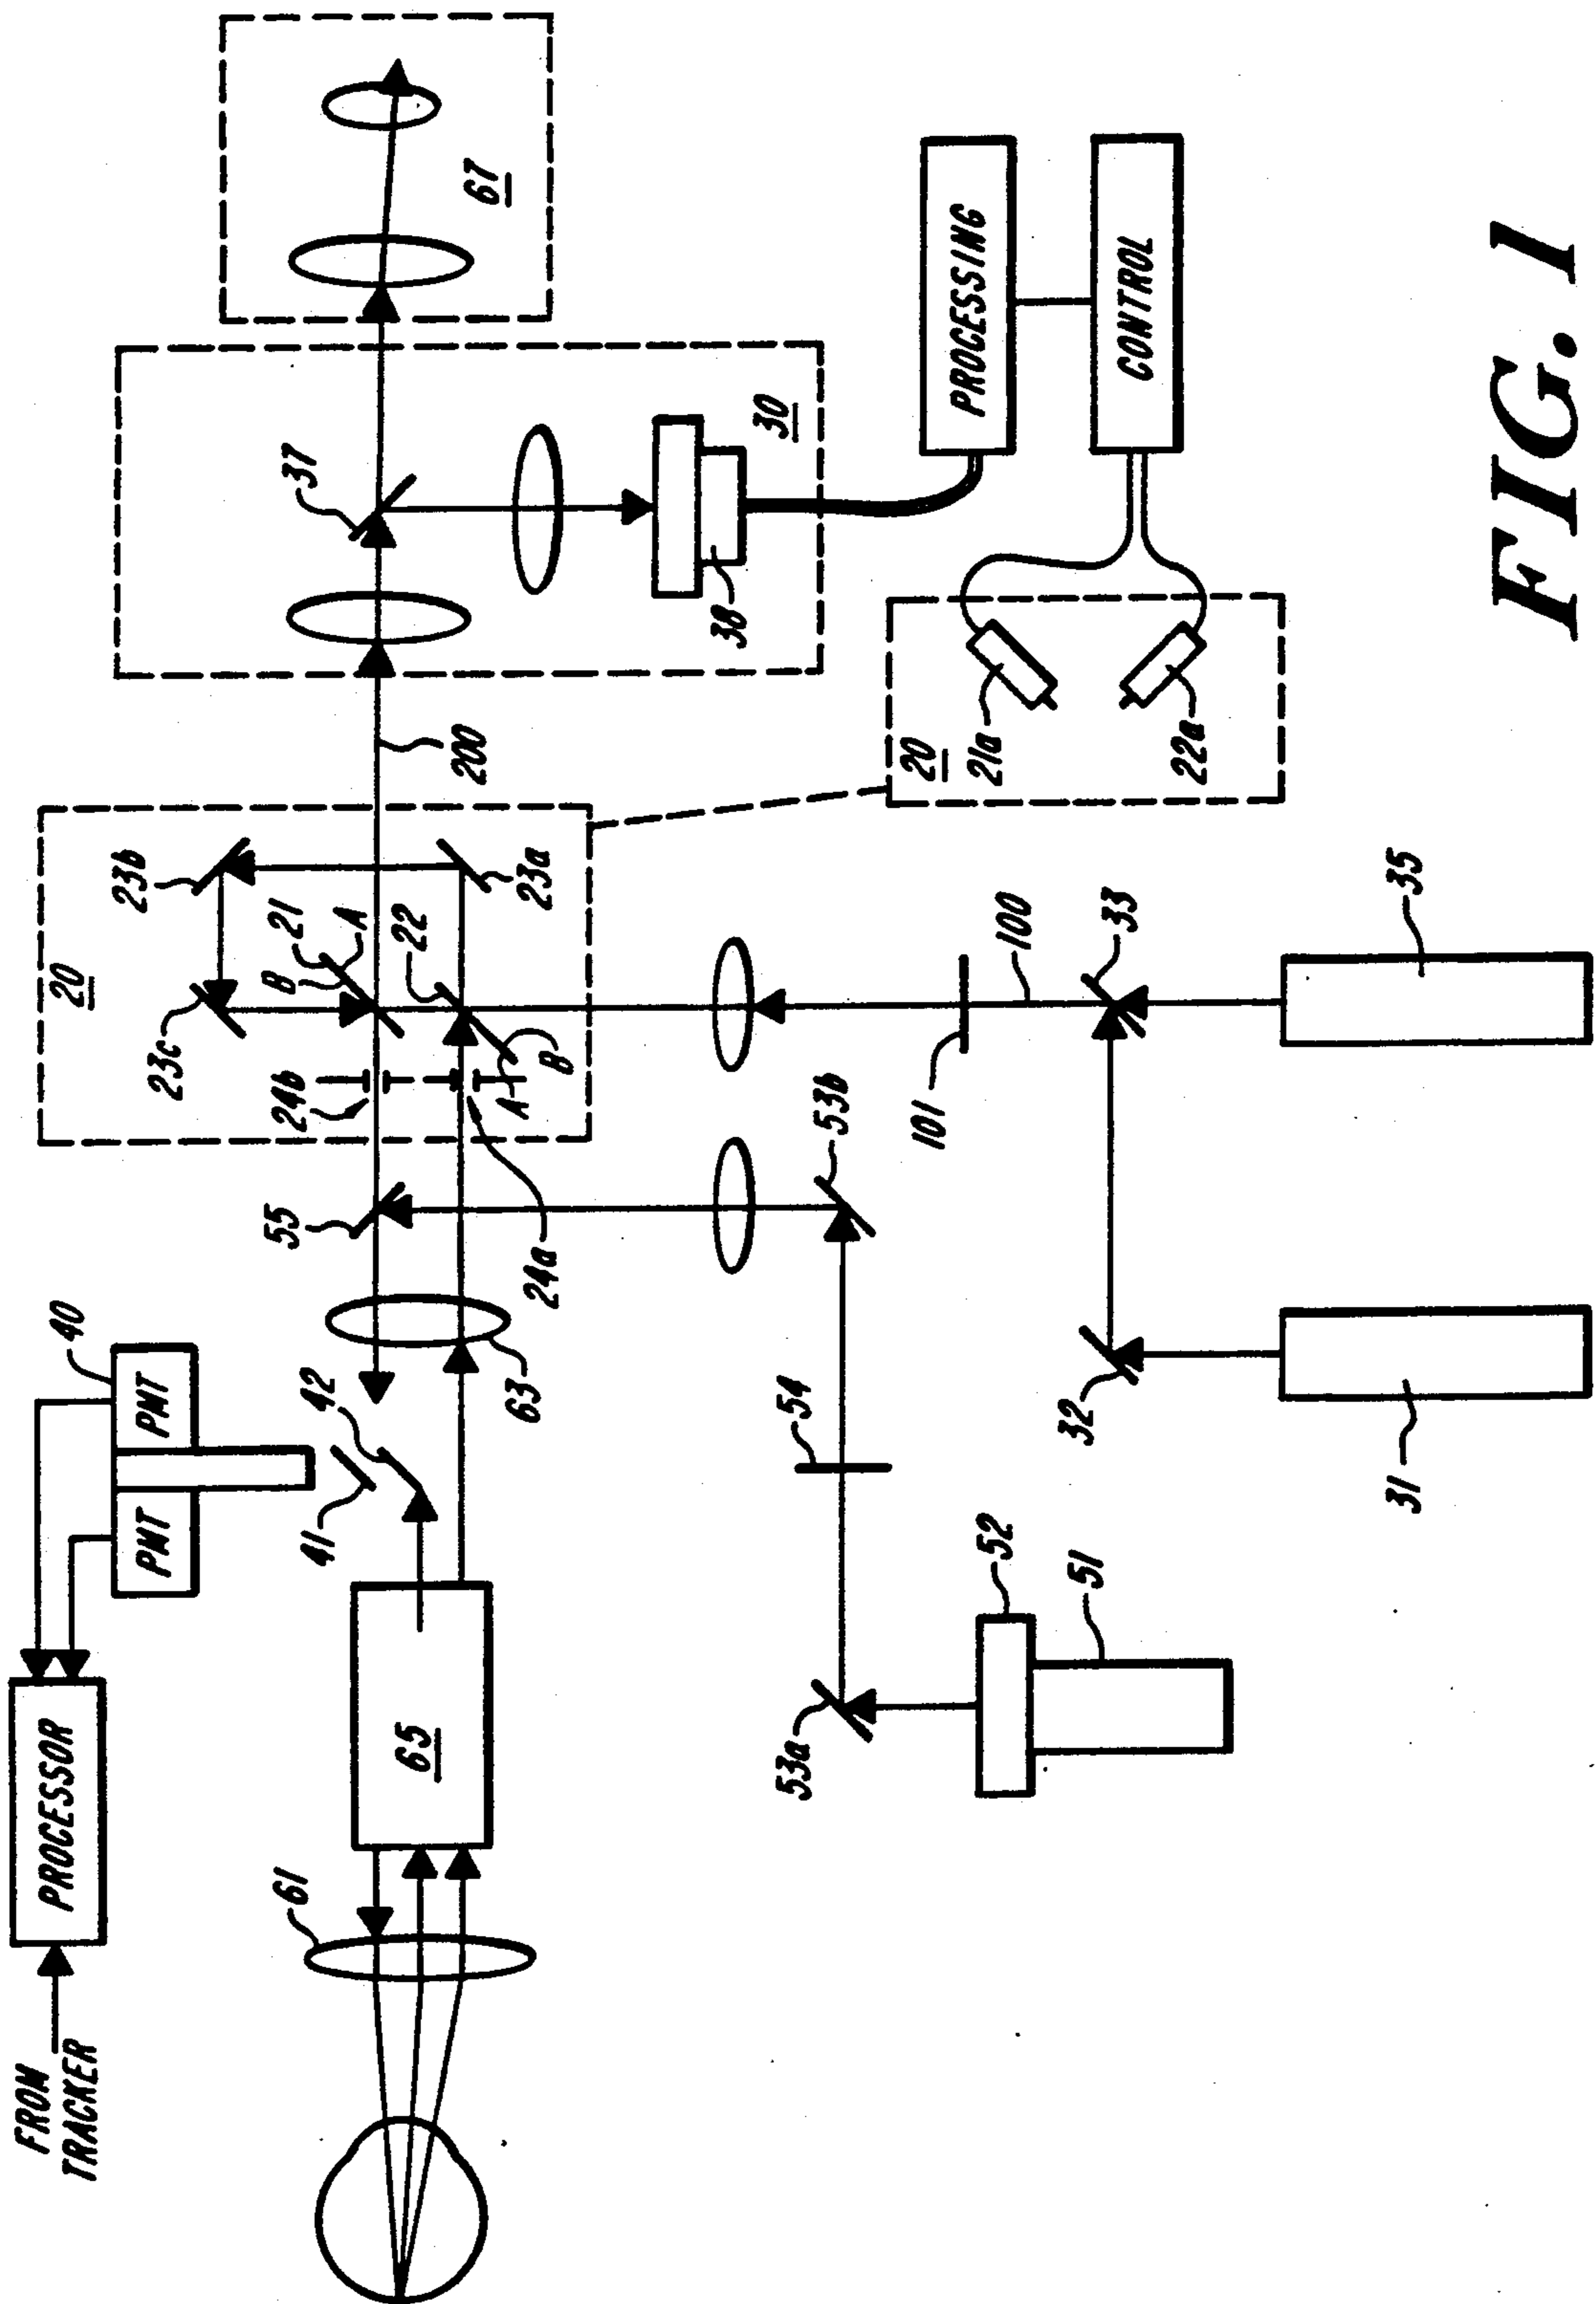 FROM
TRACKER
PROCESSOR
PMT
PMT
40
41
42
61
65
63
55
24a
24b
20
23c
23b
23a
B
21
A
22
A
B
200
37
38
30
67
PROCESSING
CONTROL
20
21a
22a
53a
52
51
54
53b
101
100
33
32
31
35
FIG. 1